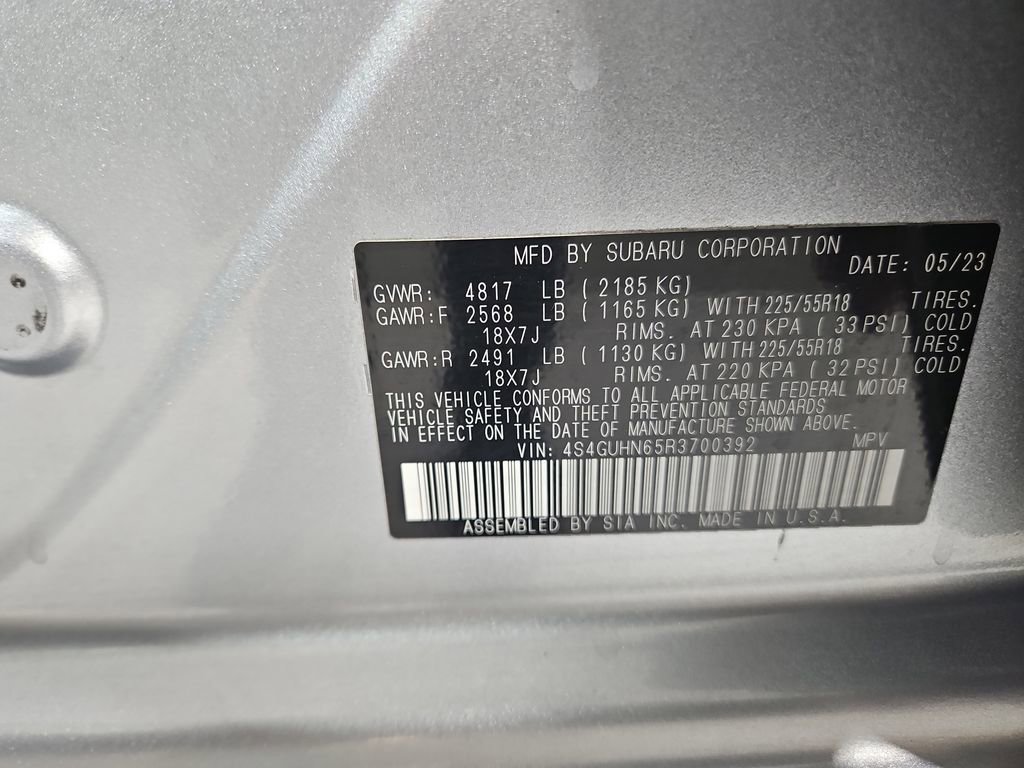 MFD BY SUBARU CORPORATION
DATE: 05/23
GVWR: 4817 LB ( 2185 KG)
GAWR:F 2568 LB ( 1165 KG) WITH 225/55R18 TIRES.
18X7J RIMS. AT 230 KPA ( 33 PSI) COLD
GAWR:R 2491 LB ( 1130 KG) WITH 225/55R18 TIRES.
18X7J RIMS. AT 220 KPA ( 32 PSI) COLD
THIS VEHICLE CONFORMS TO ALL APPLICABLE FEDERAL MOTOR
VEHICLE SAFETY AND THEFT PREVENTION STANDARDS
IN EFFECT ON THE DATE OF MANUFACTURE SHOWN ABOVE.
VIN: 4S4GUHN65R3700392 MPV
ASSEMBLED BY SIA INC. MADE IN U.S.A.